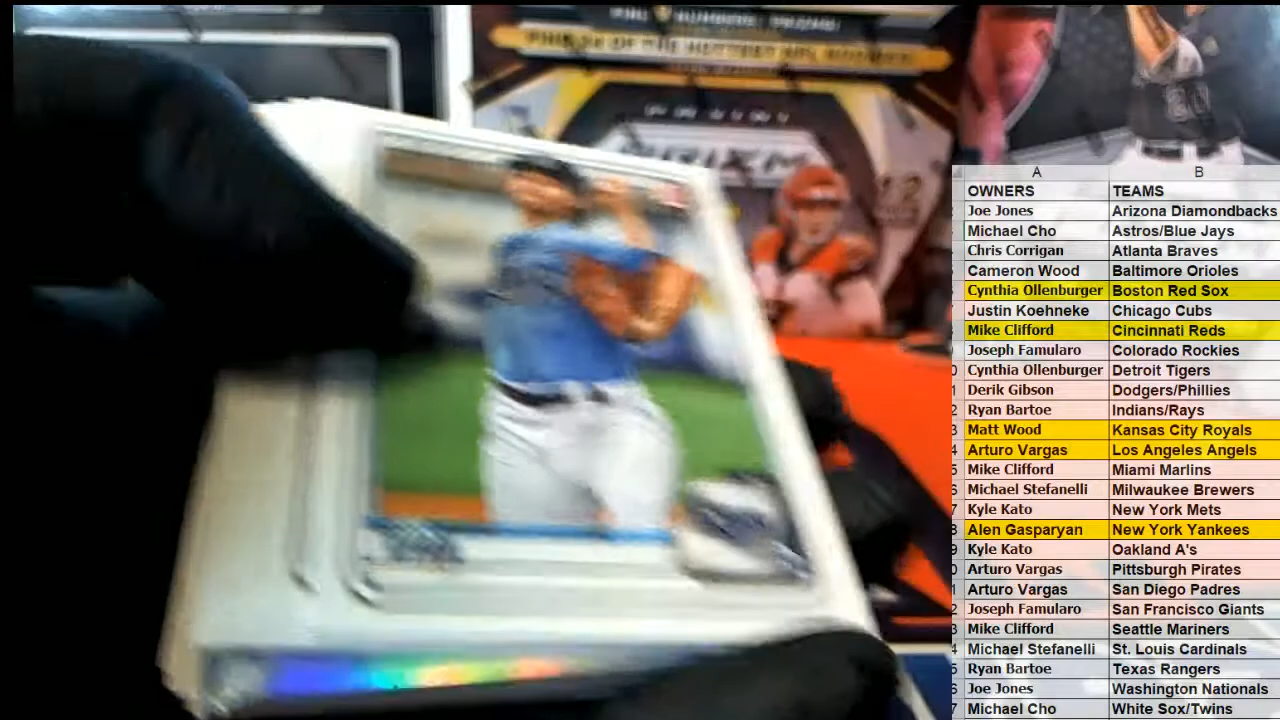 PRIZM
A B
OWNERS TEAMS
Joe Jones Arizona Diamondbacks
Michael Cho Astros/Blue Jays
Chris Corrigan Atlanta Braves
Cameron Wood Baltimore Orioles
Cynthia Ollenburger Boston Red Sox
Justin Koehneke Chicago Cubs
Mike Clifford Cincinnati Reds
Joseph Famularo Colorado Rockies
Cynthia Ollenburger Detroit Tigers
Derik Gibson Dodgers/Phillies
Ryan Bartoe Indians/Rays
Matt Wood Kansas City Royals
Arturo Vargas Los Angeles Angels
Mike Clifford Miami Marlins
Michael Stefanelli Milwaukee Brewers
Kyle Kato New York Mets
Alen Gasparyan New York Yankees
Kyle Kato Oakland A's
Arturo Vargas Pittsburgh Pirates
Arturo Vargas San Diego Padres
Joseph Famularo San Francisco Giants
Mike Clifford Seattle Mariners
Michael Stefanelli St. Louis Cardinals
Ryan Bartoe Texas Rangers
Joe Jones Washington Nationals
Michael Cho White Sox/Twins